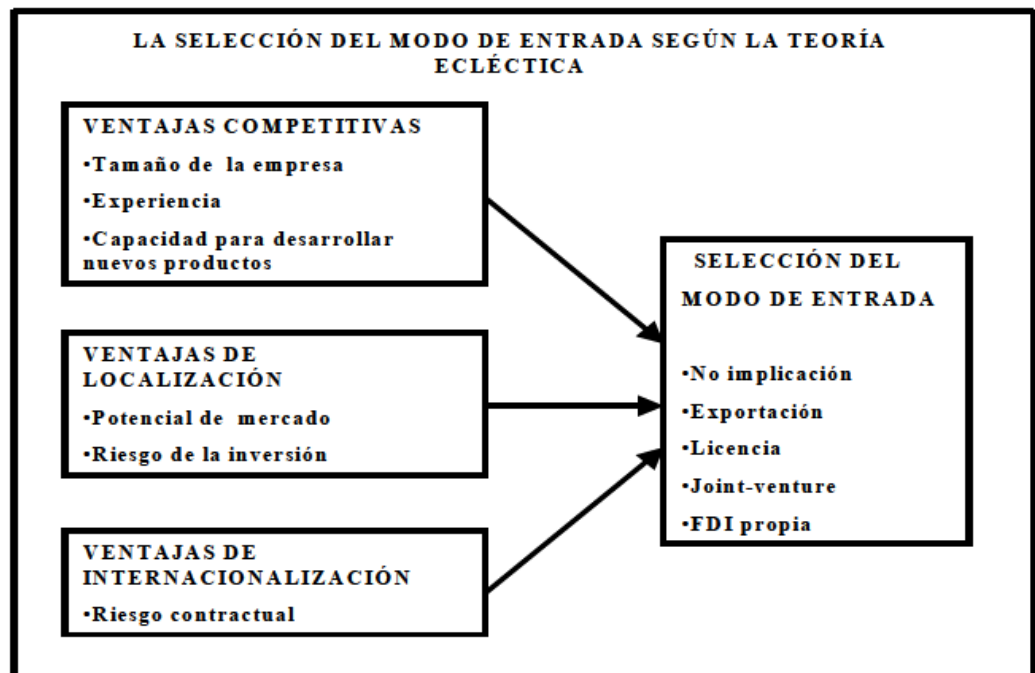 LA SELECCIÓN DEL MODO DE ENTRADA SEGÚN LA TEORÍA
ECLÉCTICA
VENTAJAS COMPETITIVAS
•Tamaño de la empresa
•Experiencia
•Capacidad para desarrollar
nuevos productos
VENTAJAS DE
LOCALIZACIÓN
•Potencial de mercado
•Riesgo de la inversión
VENTAJAS DE
INTERNACIONALIZACIÓN
•Riesgo contractual
SELECCIÓN DEL
MODO DE ENTRADA
•No implicación
•Exportación
•Licencia
•Joint-venture
•FDI propia